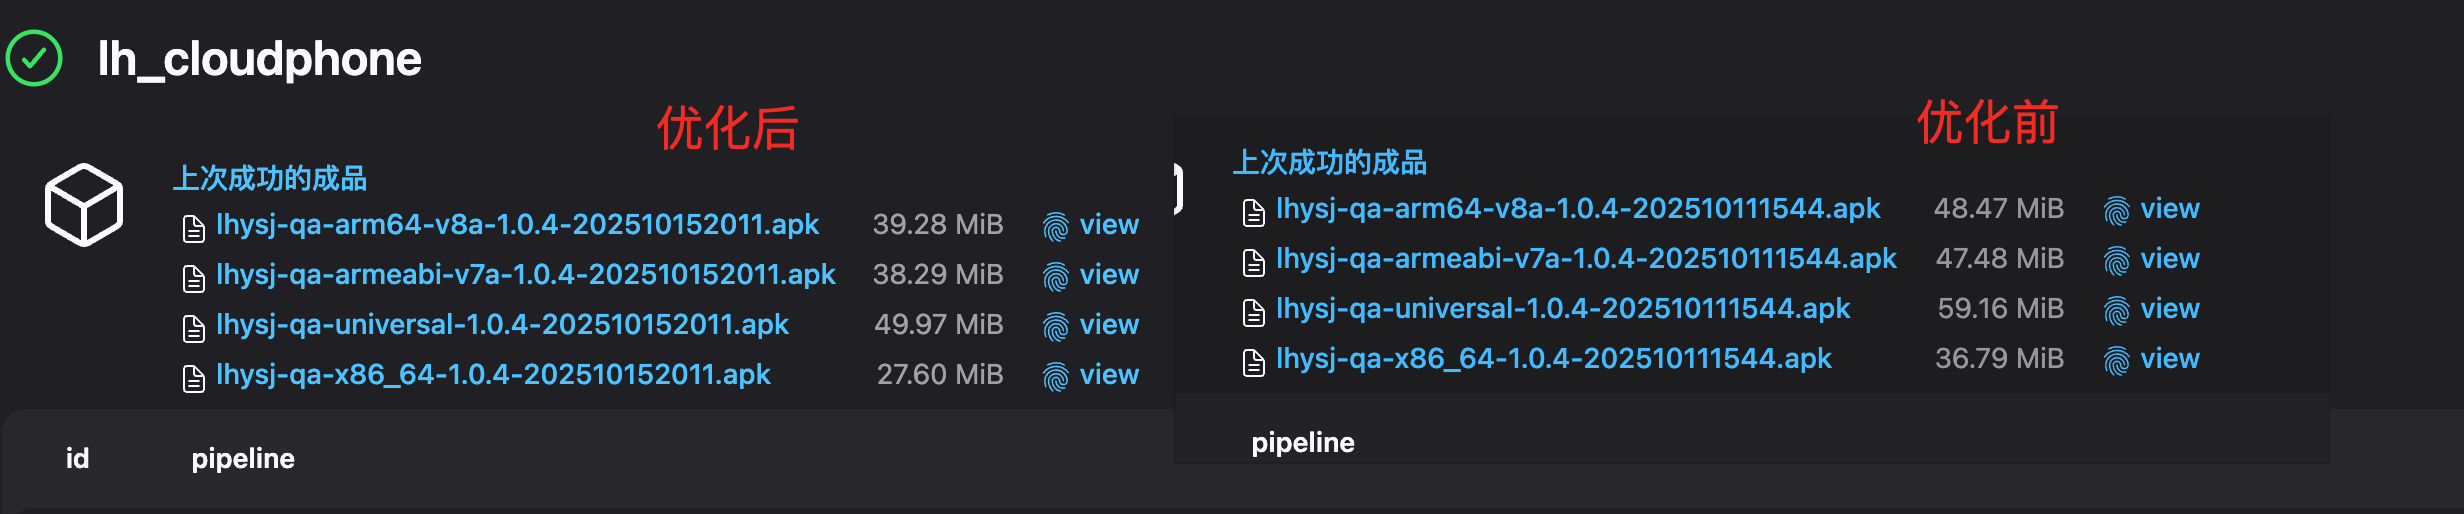 lh_cloudphone
优化后
上次成功的成品
lhysj-qa-arm64-v8a-1.0.4-202510152011.apk 39.28 MiB view
lhysj-qa-armeabi-v7a-1.0.4-202510152011.apk 38.29 MiB view
lhysj-qa-universal-1.0.4-202510152011.apk 49.97 MiB view
lhysj-qa-x86_64-1.0.4-202510152011.apk 27.60 MiB view
id pipeline
优化前
上次成功的成品
lhysj-qa-arm64-v8a-1.0.4-202510111544.apk 48.47 MiB view
lhysj-qa-armeabi-v7a-1.0.4-202510111544.apk 47.48 MiB view
lhysj-qa-universal-1.0.4-202510111544.apk 59.16 MiB view
lhysj-qa-x86_64-1.0.4-202510111544.apk 36.79 MiB view
pipeline